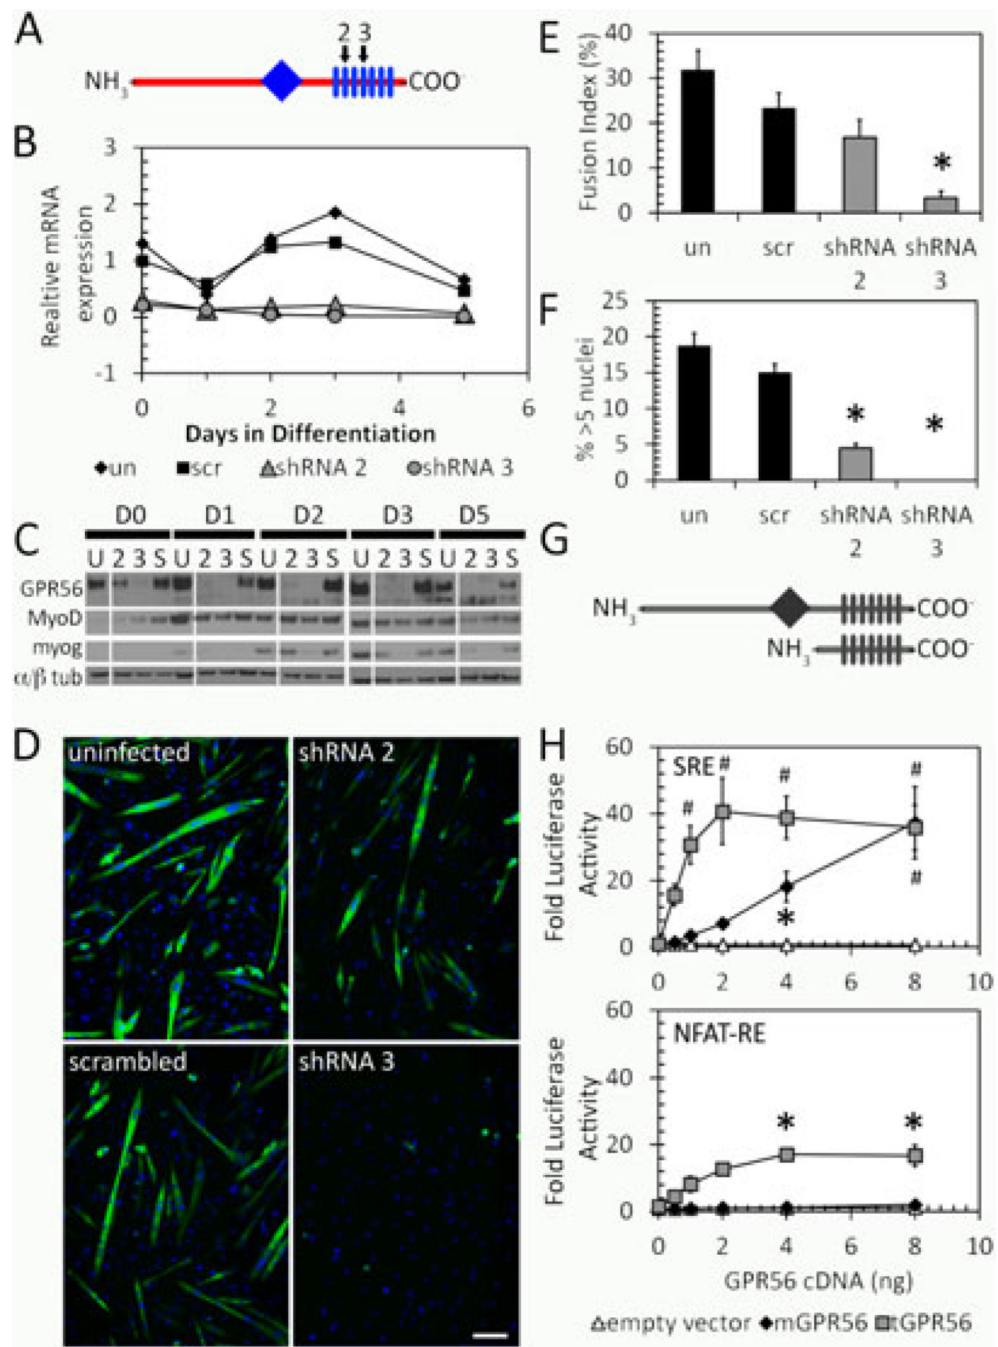 A
2 3
NH3 COO-
B
Realtive mRNA
expression
3
2
1
0
-1
0 2 4 6
Days in Differentiation
un scr shRNA 2 shRNA 3
C
D0 D1 D2 D3 D5
U 2 3 S U 2 3 S U 2 3 S U 2 3 S U 2 3 S
GPR56
MyoD
myog
α/β tub
D
uninfected
shRNA 2
scrambled
shRNA 3
E
Fusion Index (%)
40
30
20
10
0
*
un scr shRNA shRNA
2 3
F
% >5 nuclei
25
20
15
10
5
0
* *
un scr shRNA shRNA
2 3
G
NH3 COO-
NH3 COO-
H
Fold Luciferase
Activity
60
40
20
0
SRE
# # # #
#
*
0 2 4 6 8 10
Fold Luciferase
Activity
60
40
20
0
NFAT-RE
* *
0 2 4 6 8 10
GPR56 cDNA (ng)
empty vector mGPR56 tGPR56